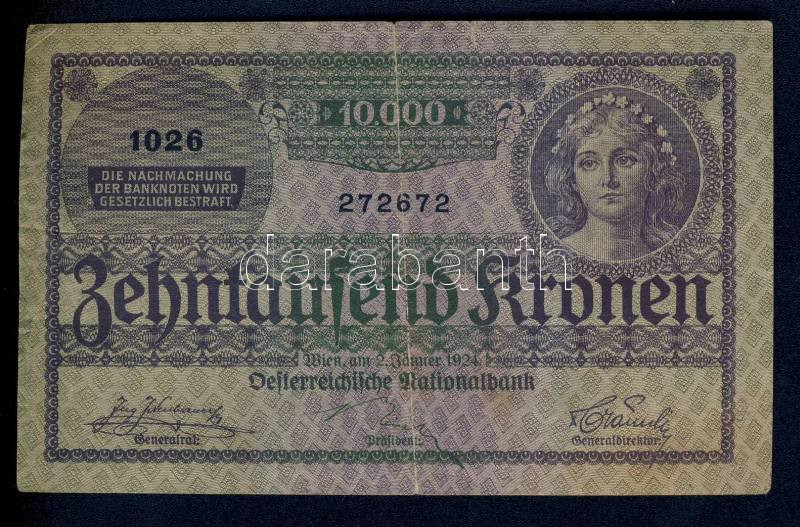 10.000
1026
DIE NACHMACHUNG
DER BANKNOTEN WIRD
GESETZLICH BESTRAFT.
272672
darabanth
Zehntausend Kronen
Wien, am 2. Jänner 1924.
Oesterreichische Nationalbank
Generalrat: Präsident: Generaldirektor: